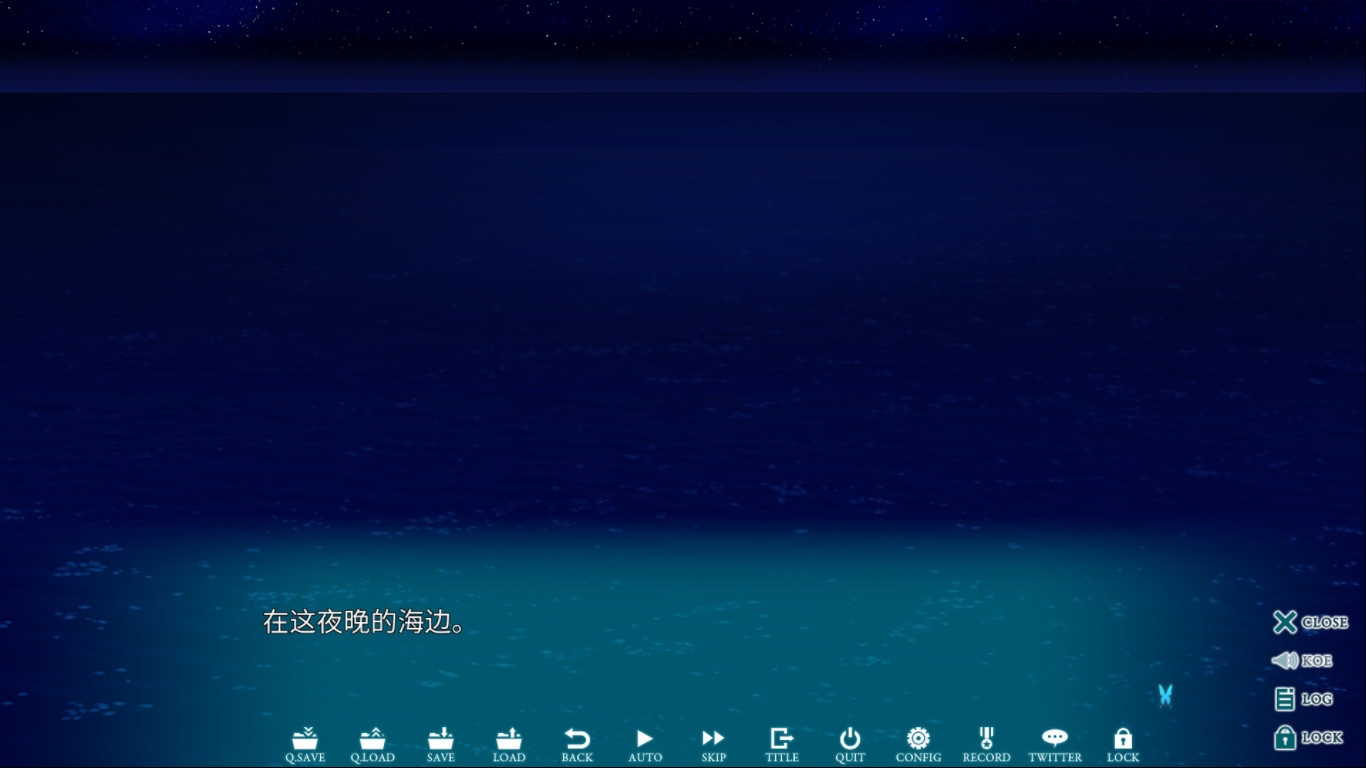 在这夜晚的海边。
CLOSE
KOE
LOG
LOCK
Q.SAVE Q.LOAD SAVE LOAD BACK AUTO SKIP TITLE QUIT CONFIG RECORD TWITTER LOCK